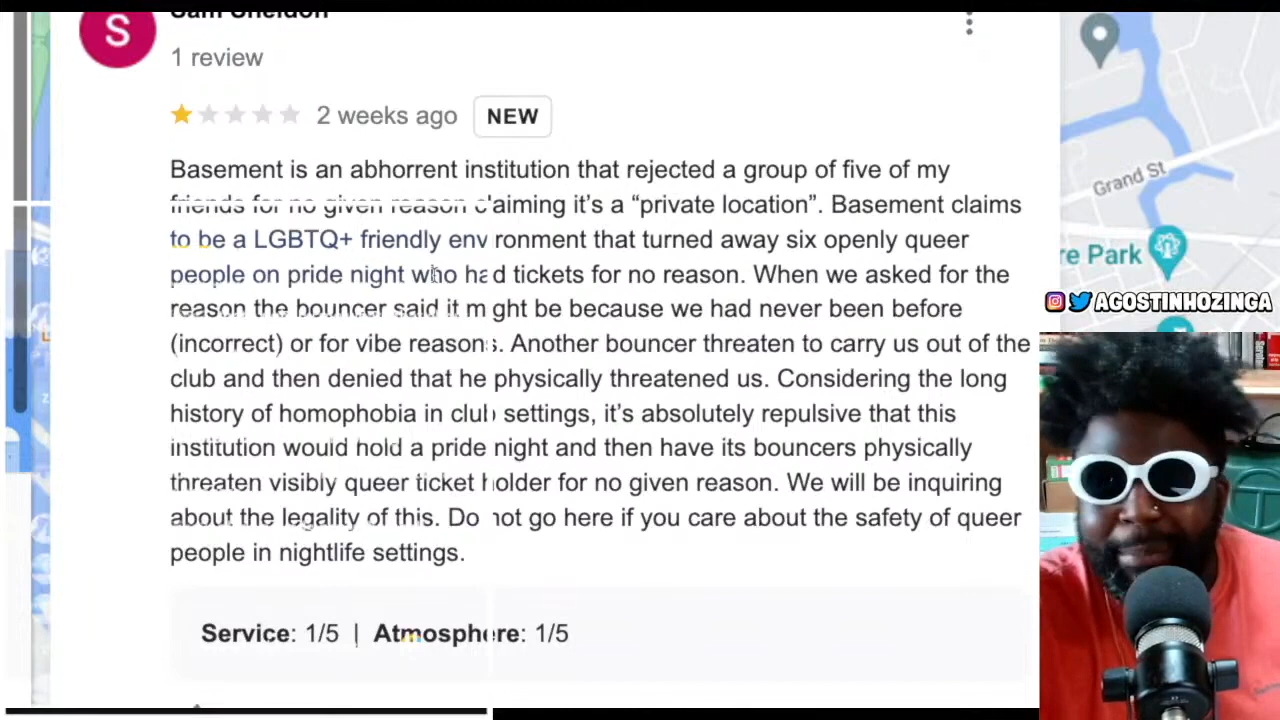 Sam Sheldon
S
1 review
2 weeks ago NEW
Basement is an abhorrent institution that rejected a group of five of my
friends for no given reason claiming it's a “private location”. Basement claims
to be a LGBTQ+ friendly environment that turned away six openly queer
people on pride night who had tickets for no reason. When we asked for the
reason the bouncer said it might be because we had never been before
(incorrect) or for vibe reasons. Another bouncer threaten to carry us out of the
club and then denied that he physically threatened us. Considering the long
history of homophobia in club settings, it's absolutely repulsive that this
institution would hold a pride night and then have its bouncers physically
threaten visibly queer ticket holder for no given reason. We will be inquiring
about the legality of this. Do not go here if you care about the safety of queer
people in nightlife settings.
Service: 1/5 | Atmosphere: 1/5
Grand St
re Park
AGOSTINHOZINGA